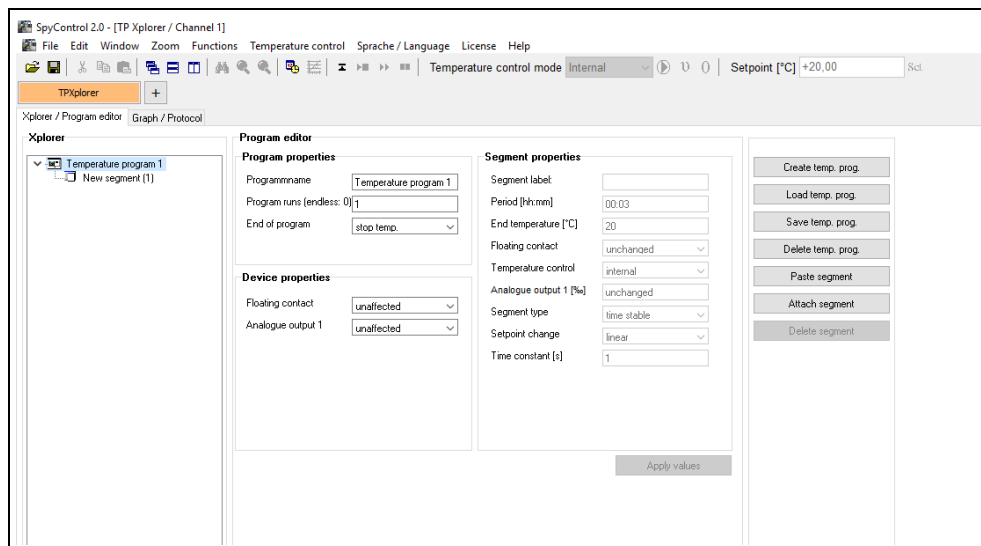 SpyControl 2.0 - [TP Xplorer / Channel 1]
File Edit Window Zoom Functions Temperature control Sprache / Language License Help
Temperature control mode Internal Setpoint [°C] +20,00 Set
TPXplorer +
Xplorer / Program editor Graph / Protocol
Xplorer
Temperature program 1
New segment (1)
Program editor
Program properties
Programmname Temperature program 1
Program runs (endless: 0) 1
End of program stop temp.
Device properties
Floating contact unaffected
Analogue output 1 unaffected
Segment properties
Segment label:
Period [hh:mm] 00:03
End temperature [°C] 20
Floating contact unchanged
Temperature control internal
Analogue output 1 [‰] unchanged
Segment type time stable
Setpoint change linear
Time constant [s] 1
Apply values
Create temp. prog.
Load temp. prog.
Save temp. prog.
Delete temp. prog.
Paste segment
Attach segment
Delete segment